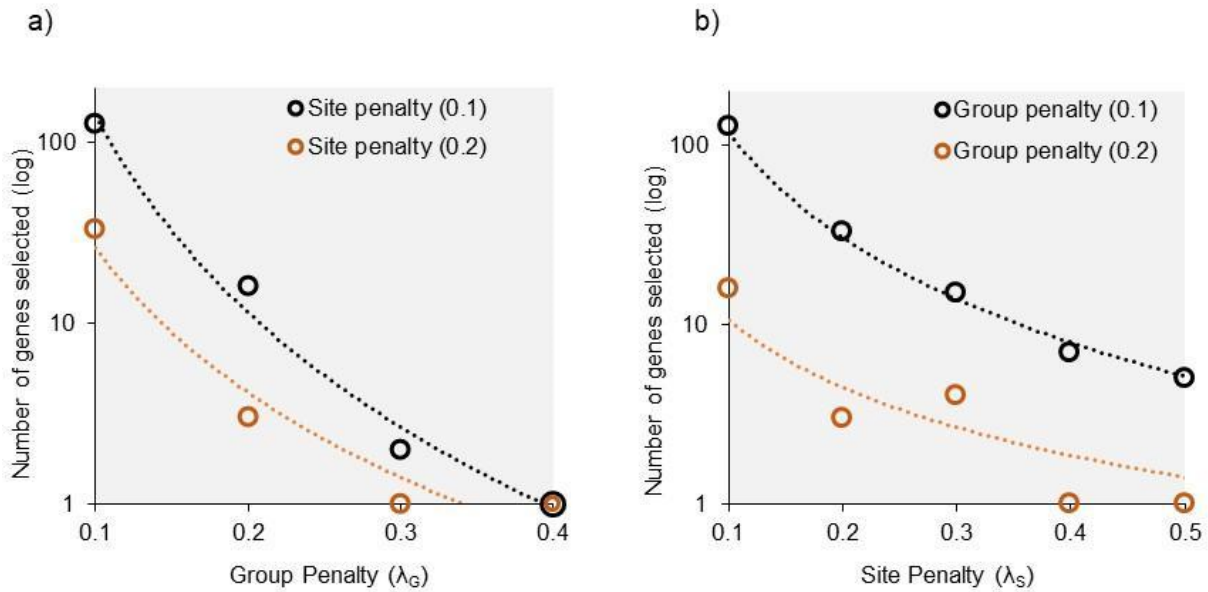 a)
Number of genes selected (log)
100
10
1
Site penalty (0.1)
Site penalty (0.2)
0.1 0.2 0.3 0.4
Group Penalty (λG)
b)
Number of genes selected (log)
100
10
1
Group penalty (0.1)
Group penalty (0.2)
0.1 0.2 0.3 0.4 0.5
Site Penalty (λS)